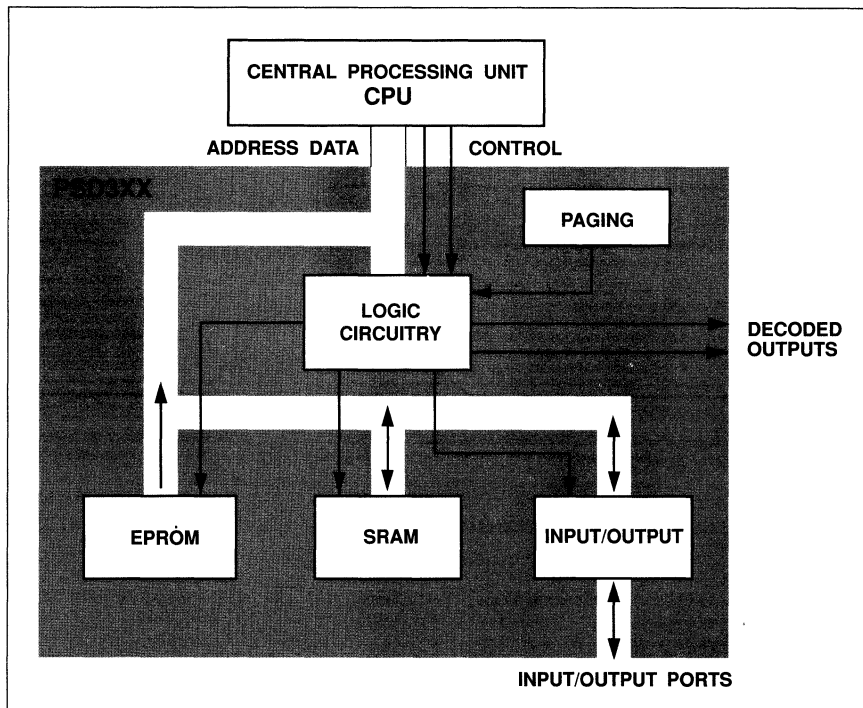 CENTRAL PROCESSING UNIT
CPU
ADDRESS DATA
CONTROL
PSD3XX
PAGING
LOGIC
CIRCUITRY
DECODED
OUTPUTS
EPROM
SRAM
INPUT/OUTPUT
INPUT/OUTPUT PORTS